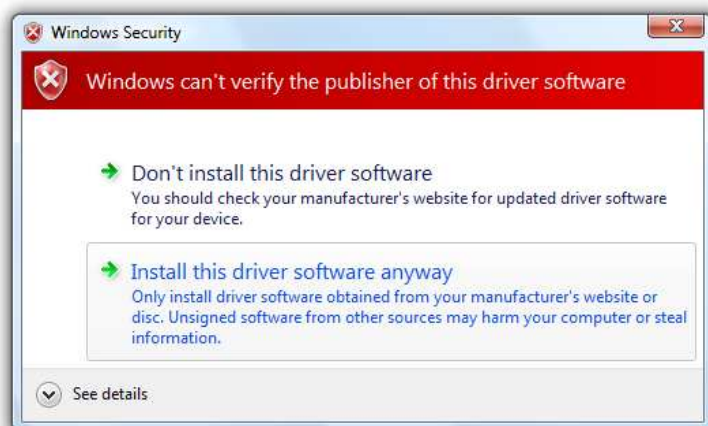 Windows Security
Windows can't verify the publisher of this driver software
Don't install this driver software
You should check your manufacturer's website for updated driver software
for your device.
Install this driver software anyway
Only install driver software obtained from your manufacturer's website or
disc. Unsigned software from other sources may harm your computer or steal
information.
See details